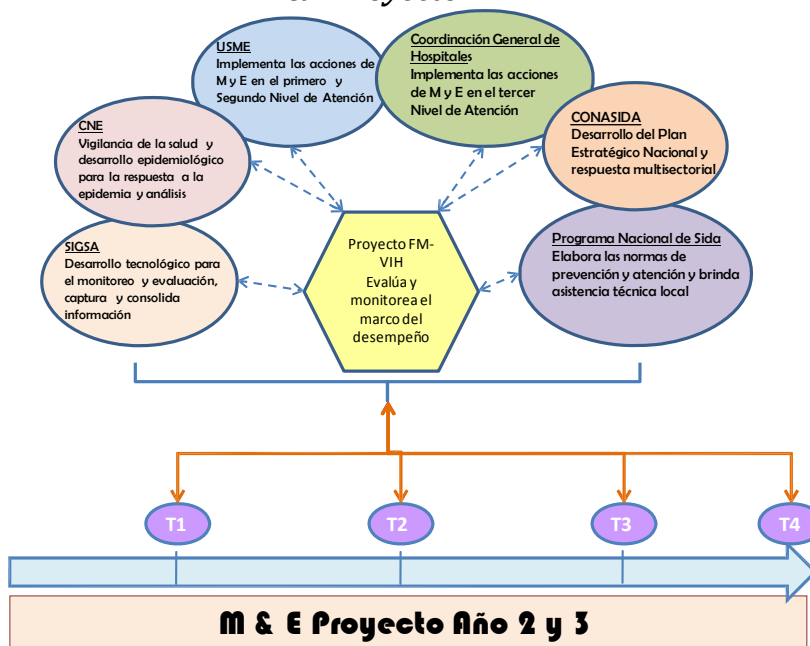 USME
Implementa las acciones de
M y E en el primero y
Segundo Nivel de Atención
Coordinación General de
Hospitales
Implementa las acciones
de M y E en el tercer
Nivel de Atención
CNE
Vigilancia de la salud y
desarrollo epidemiológico
para la respuesta a la
epidemia y análisis
CONASIDA
Desarrollo del Plan
Estratégico Nacional y
respuesta multisectorial
SIGSA
Desarrollo tecnológico para
el monitoreo y evaluación,
captura y consolida
información
Proyecto FM-
VIH
Evalúa y
monitorea el
marco del
desempeño
Programa Nacional de Sida
Elabora las normas de
prevención y atención y brinda
asistencia técnica local
T1
T2
T3
T4
M & E Proyecto Año 2 y 3